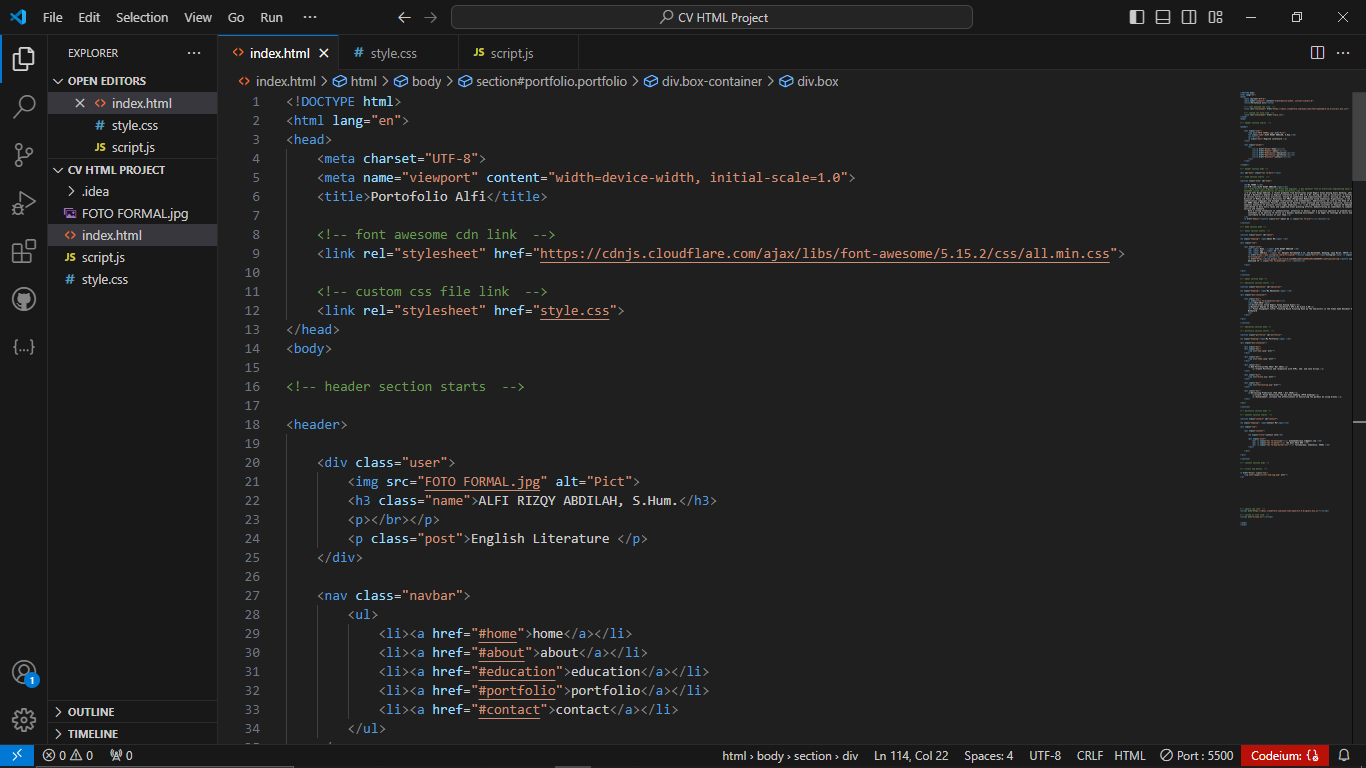 File Edit Selection View Go Run ··· CV HTML Project
EXPLORER
OPEN EDITORS
index.html
style.css
script.js
CV HTML PROJECT
.idea
FOTO FORMAL.jpg
index.html
script.js
style.css
OUTLINE
TIMELINE
index.html style.css JS script.js
index.html > html > body > section#portfolio.portfolio > div.box-container > div.box
1 <!DOCTYPE html>
2 <html lang="en">
3 <head>
4 <meta charset="UTF-8">
5 <meta name="viewport" content="width=device-width, initial-scale=1.0">
6 <title>Portofolio Alfi</title>
7
8 <!-- font awesome cdn link -->
9 <link rel="stylesheet" href="https://cdnjs.cloudflare.com/ajax/libs/font-awesome/5.15.2/css/all.min.css">
10
11 <!-- custom css file link -->
12 <link rel="stylesheet" href="style.css">
13 </head>
14 <body>
15
16 <!-- header section starts -->
17
18 <header>
19
20 <div class="user">
21 <img src="FOTO FORMAL.jpg" alt="Pict">
22 <h3 class="name">ALFI RIZQY ABDILAH, S.Hum.</h3>
23 <p></br></p>
24 <p class="post">English Literature </p>
25 </div>
26
27 <nav class="navbar">
28 <ul>
29 <li><a href="#home">home</a></li>
30 <li><a href="#about">about</a></li>
31 <li><a href="#education">education</a></li>
32 <li><a href="#portfolio">portfolio</a></li>
33 <li><a href="#contact">contact</a></li>
34 </ul>
1
0 0 0 html › body › section › div Ln 114, Col 22 Spaces: 4 UTF-8 CRLF HTML Port : 5500 Codeium: {}